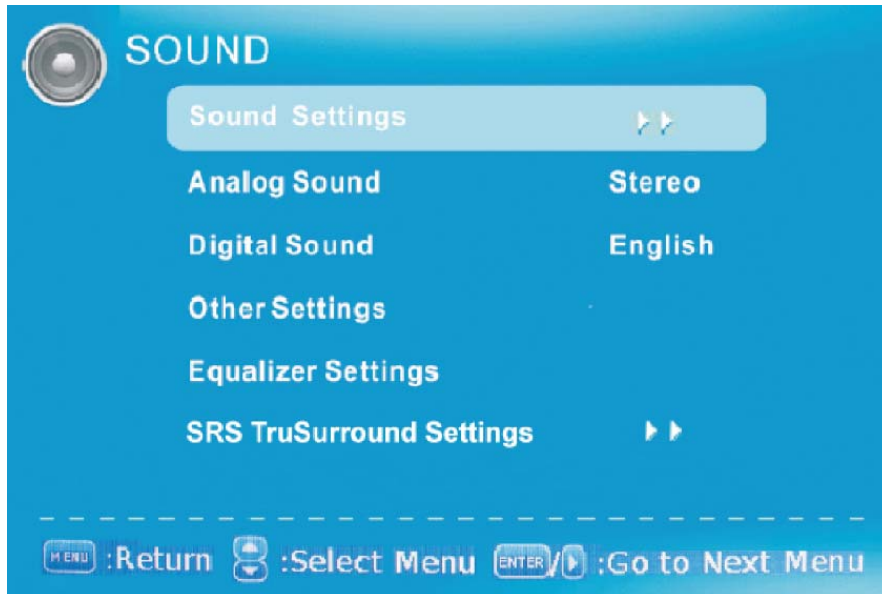 SOUND
Sound Settings
Analog Sound Stereo
Digital Sound English
Other Settings
Equalizer Settings
SRS TruSurround Settings
MENU :Return :Select Menu ENTER/ :Go to Next Menu